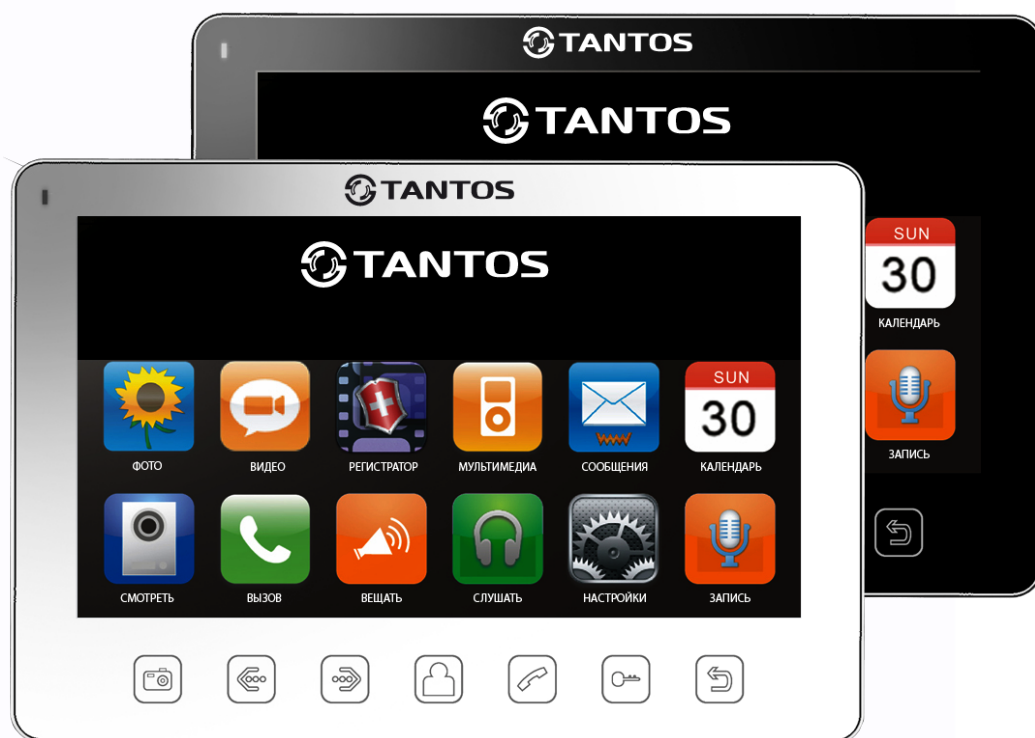 TANTOS
TANTOS
SUN
30
КАЛЕНДАРЬ
ЗАПИСЬ
TANTOS
TANTOS
SUN
30
ФОТО ВИДЕО РЕГИСТРАТОР МУЛЬТИМЕДИА СООБЩЕНИЯ КАЛЕНДАРЬ
СМОТРЕТЬ ВЫЗОВ ВЕЩАТЬ СЛУШАТЬ НАСТРОЙКИ ЗАПИСЬ